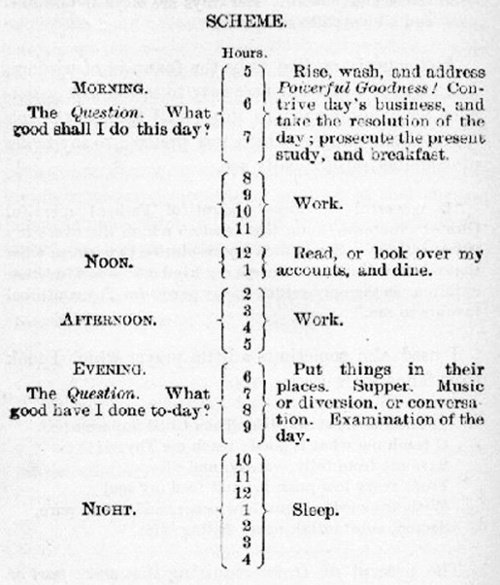 SCHEME.
Hours.
MORNING.
The Question. What
good shall I do this day?
5
6
7
Rise, wash, and address
Powerful Goodness! Con-
trive day's business, and
take the resolution of the
day; prosecute the present
study, and breakfast.
8
9
10
11
Work.
NOON.
12
1
Read, or look over my
accounts, and dine.
AFTERNOON.
2
3
4
5
Work.
EVENING.
The Question. What
good have I done to-day?
6
7
8
9
Put things in their
places. Supper. Music
or diversion, or conversa-
tion. Examination of the
day.
NIGHT.
10
11
12
1
2
3
4
Sleep.